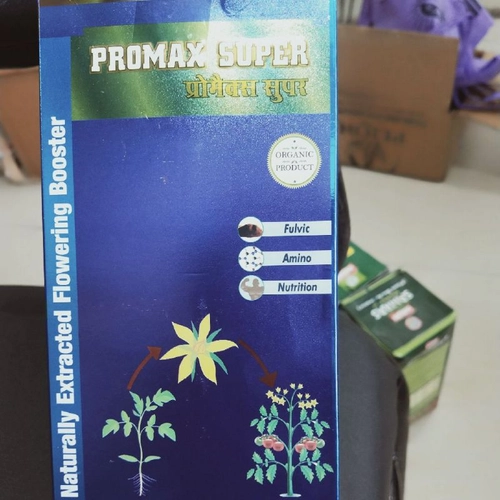 PROMAX SUPER
प्रोमैक्स सुपर
ORGANIC
PRODUCT
Fulvic
Amino
Nutrition
Naturally Extracted Flowering Booster